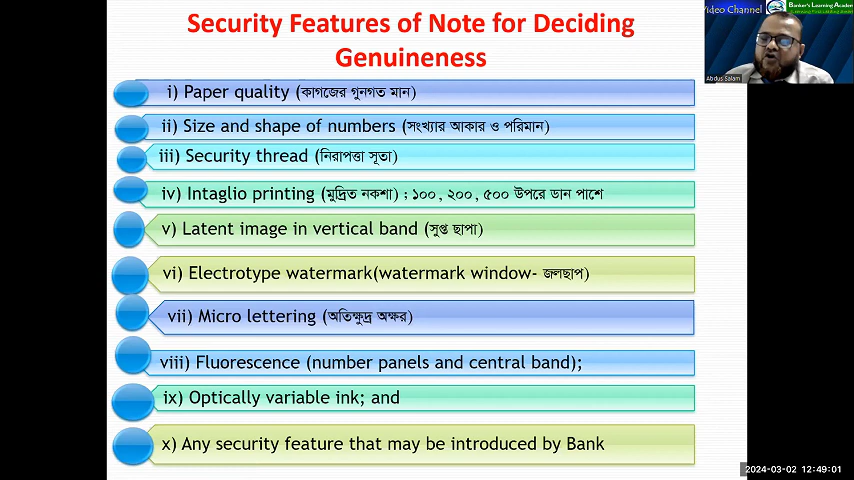 Security Features of Note for Deciding
Genuineness
i) Paper quality (কাগজের গুনগত মান)
ii) Size and shape of numbers (সংখ্যার আকার ও পরিমান)
iii) Security thread (নিরাপত্তা সূতা)
iv) Intaglio printing (মুদ্রিত নকশা) ; ১০০, ২০০, ৫০০ উপরে ডান পাশে
v) Latent image in vertical band (সুপ্ত ছাপা)
vi) Electrotype watermark(watermark window- জলছাপ)
vii) Micro lettering (অতিক্ষুদ্র অক্ষর)
viii) Fluorescence (number panels and central band);
ix) Optically variable ink; and
x) Any security feature that may be introduced by Bank
Video Channel
Banker's Learning Academ
Abdus Salam
2024-03-02 12:49:01